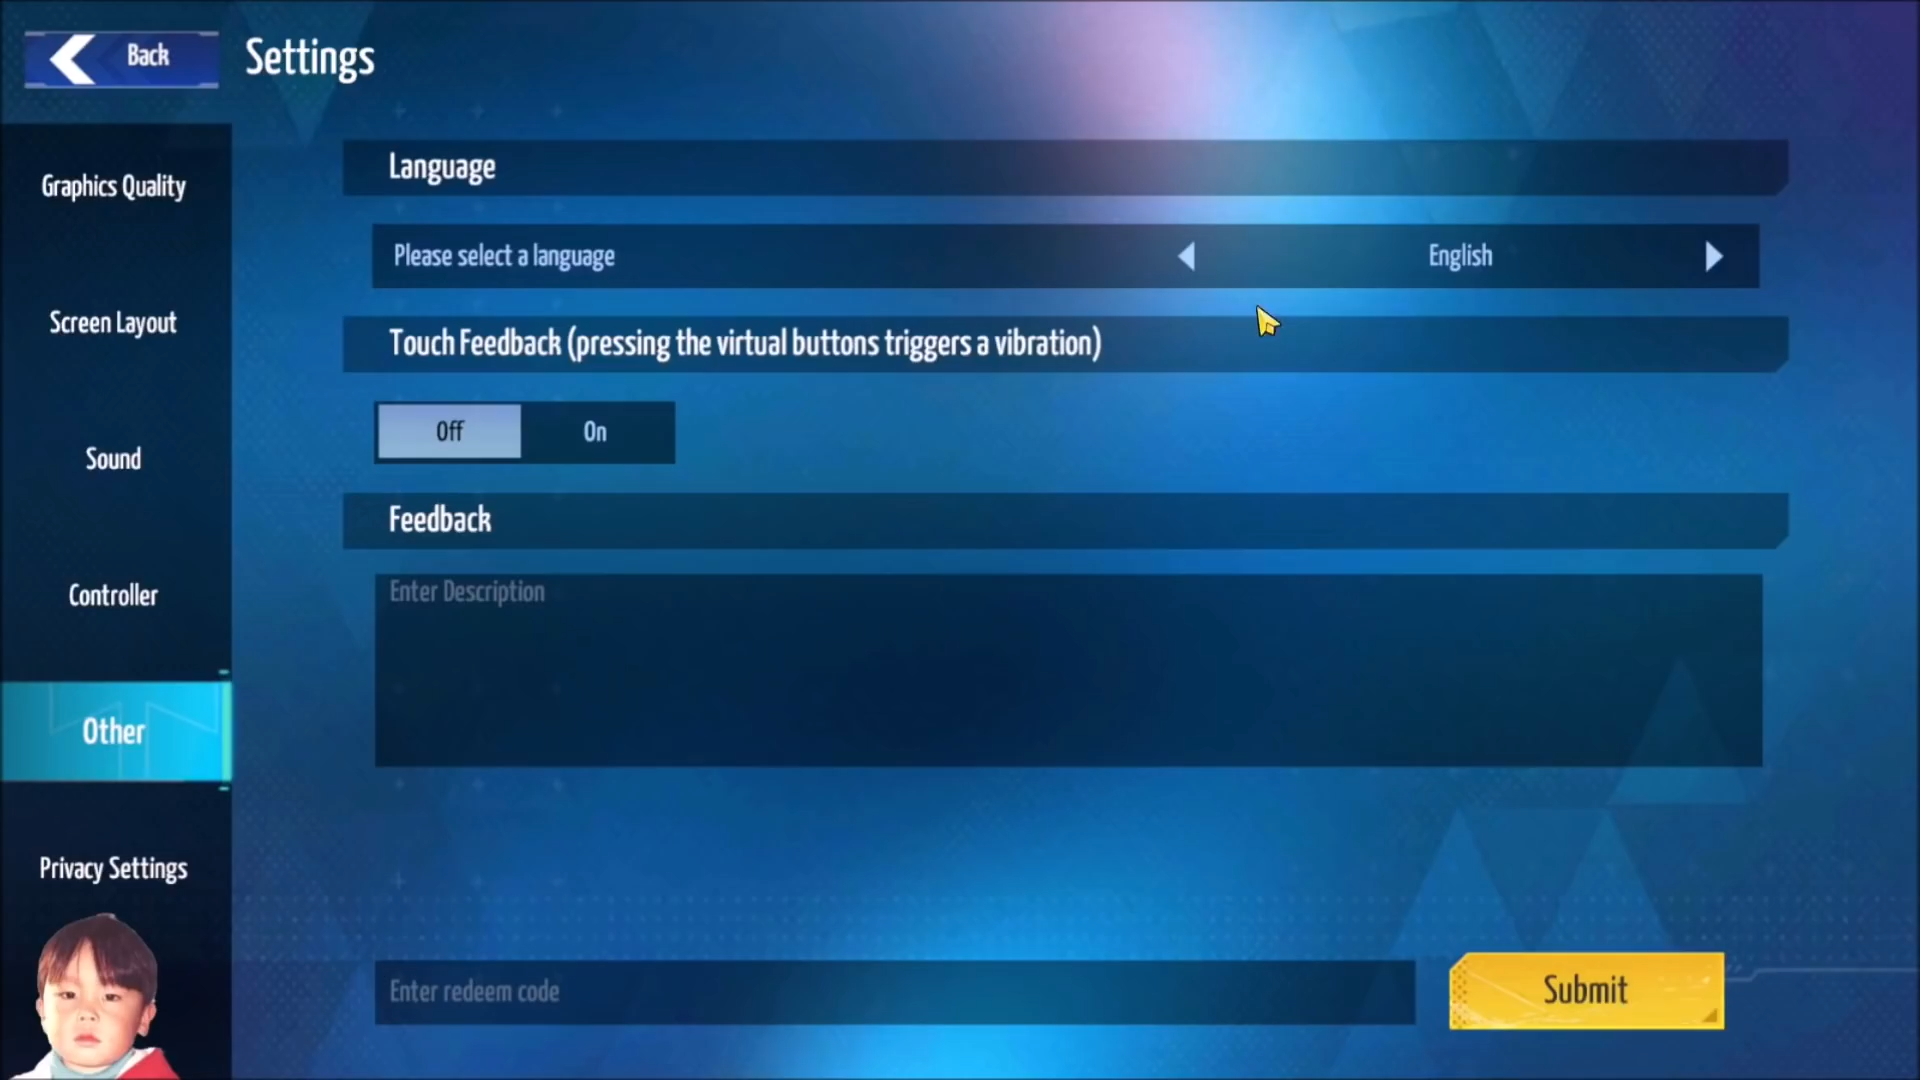 Back
Settings
Graphics Quality
Screen Layout
Sound
Controller
Other
Privacy Settings
Language
Please select a language
English
Touch Feedback (pressing the virtual buttons triggers a vibration)
Off
On
Feedback
Enter Description
Enter redeem code
Submit